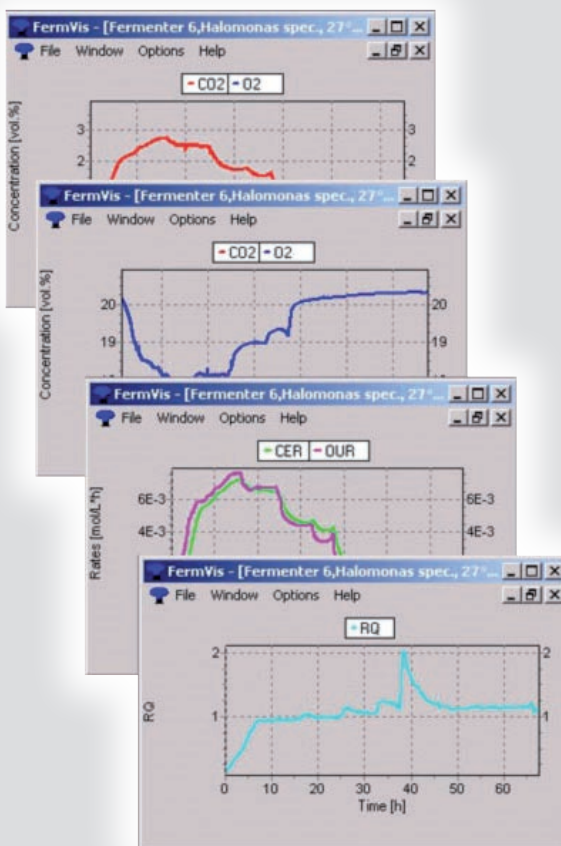 FermVis - [Fermenter 6,Halomonas spec., 27°...
File Window Options Help
CO2 O2
Concentration [vol.%]
3 3
2 2
FermVis - [Fermenter 6,Halomonas spec., 27°...
File Window Options Help
CO2 O2
Concentration [vol.%]
20 20
19 19
FermVis - [Fermenter 6,Halomonas spec., 27°...
File Window Options Help
CER OUR
Rates [mol/L*h]
6E-3 6E-3
4E-3 4E-3
FermVis - [Fermenter 6,Halomonas spec., 27°...
File Window Options Help
RQ
RQ
2 2
1 1
0 10 20 30 40 50 60
Time [h]